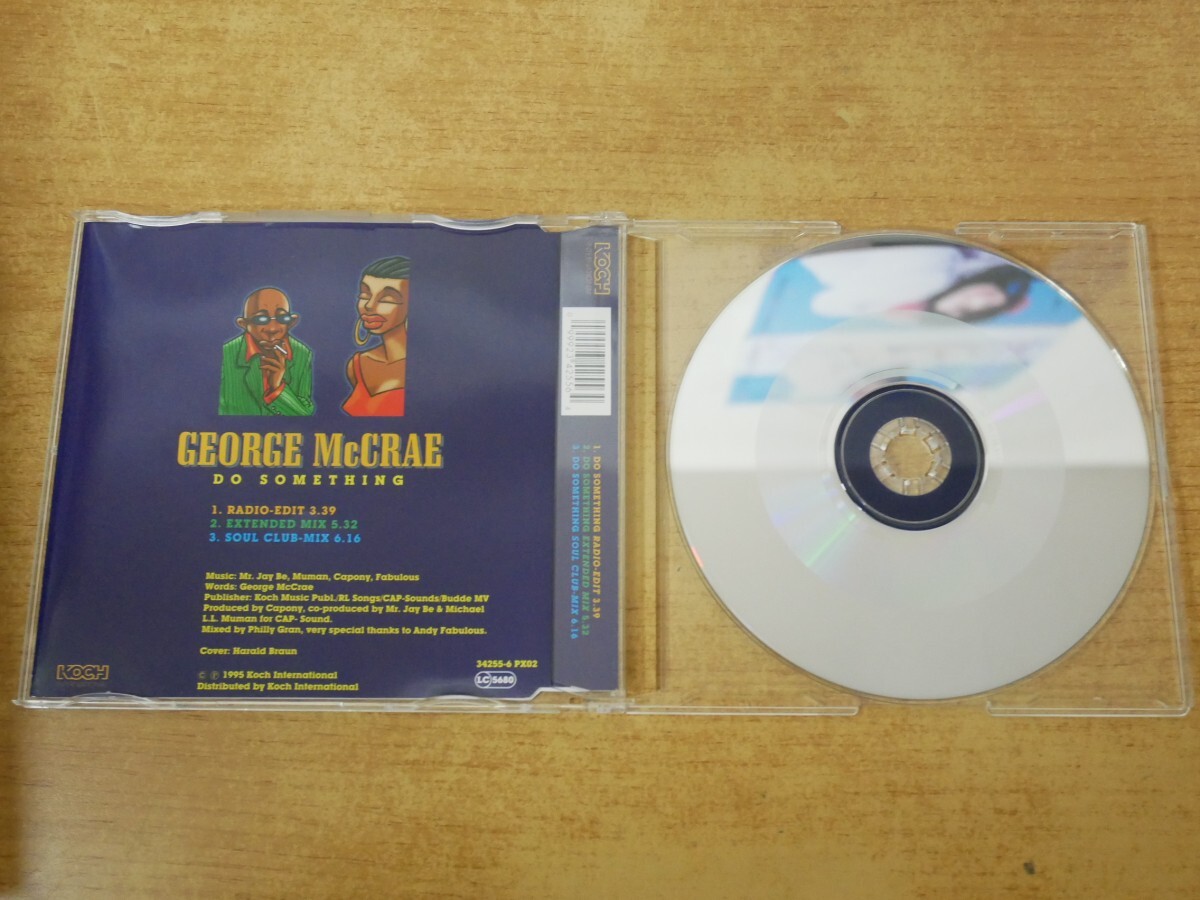 GEORGE McCRAE
DO SOMETHING
1. RADIO-EDIT 3.39
2. EXTENDED MIX 5.32
3. SOUL CLUB-MIX 6.16
Music: Mr. Jay Be, Muman, Capony, Fabulous
Words: George McCrae
Publisher: Koch Music Publ./RL Songs/CAP-Sounds/Budde MV
Produced by Capony, co-produced by Mr. Jay Be & Michael
L.L. Muman for CAP- Sound.
Mixed by Philly Gran, very special thanks to Andy Fabulous.
Cover: Harald Braun
© ℗ 1995 Koch International
Distributed by Koch International
KOCH
34255-6 PX02
LC 5680
KOCH
1. DO SOMETHING RADIO-EDIT 3.39
2. DO SOMETHING EXTENDED MIX 5.32
3. DO SOMETHING SOUL CLUB-MIX 6.16